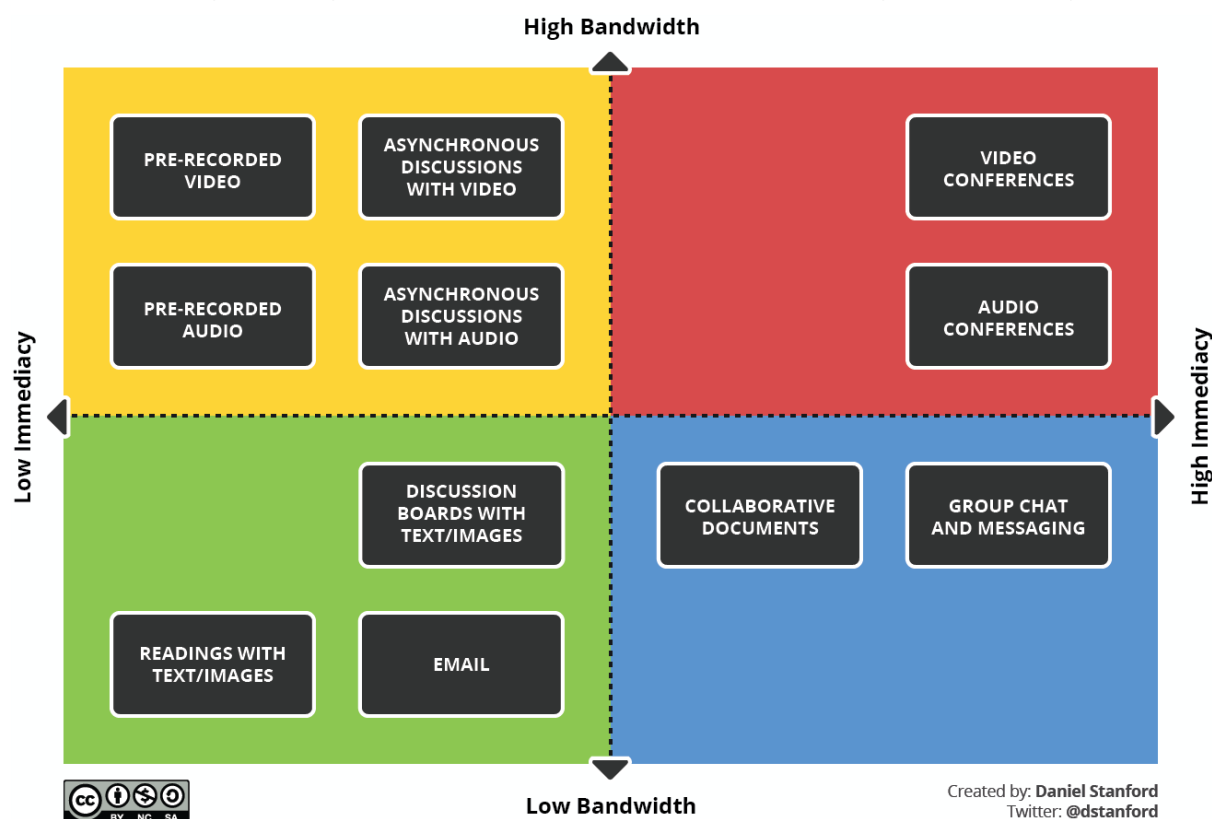 High Bandwidth
PRE-RECORDED
VIDEO
ASYNCHRONOUS
DISCUSSIONS
WITH VIDEO
VIDEO
CONFERENCES
PRE-RECORDED
AUDIO
ASYNCHRONOUS
DISCUSSIONS
WITH AUDIO
AUDIO
CONFERENCES
Low Immediacy
High Immediacy
DISCUSSION
BOARDS WITH
TEXT/IMAGES
COLLABORATIVE
DOCUMENTS
GROUP CHAT
AND MESSAGING
READINGS WITH
TEXT/IMAGES
EMAIL
Low Bandwidth
cc
BY NC SA
Created by: Daniel Stanford
Twitter: @dstanford